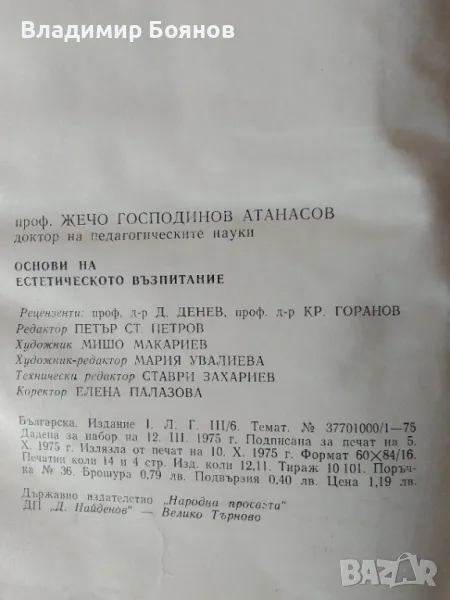 Владимир Боянов
проф. ЖЕЧО ГОСПОДИНОВ АТАНАСОВ
доктор на педагогическите науки
ОСНОВИ НА
ЕСТЕТИЧЕСКОТО ВЪЗПИТАНИЕ
Рецензенти: проф. д-р Д. ДЕНЕВ, проф. д-р КР. ГОРАНОВ
Редактор ПЕТЪР СТ. ПЕТРОВ
Художник МИШО МАКАРИЕВ
Художник-редактор МАРИЯ УВАЛИЕВА
Технически редактор СТАВРИ ЗАХАРИЕВ
Коректор ЕЛЕНА ПАЛАЗОВА
Българска. Издание I. Л. Г. III/6. Темат. № 37701000/1—75
Дадена за набор на 12. III. 1975 г. Подписана за печат на 5.
X. 1975 г. Излязла от печат на 10. X. 1975 г. Формат 60×84/16.
Печатни коли 14 и 4 стр. Изд. коли 12,11. Тираж 10 101. Поръч-
ка № 36. Брошура 0,79 лв. Подвързия 0,40 лв. Цена 1,19 лв.
Държавно издателство „Народна просвета"
ДП „Д. Найденов" — Велико Търново
BAZAR